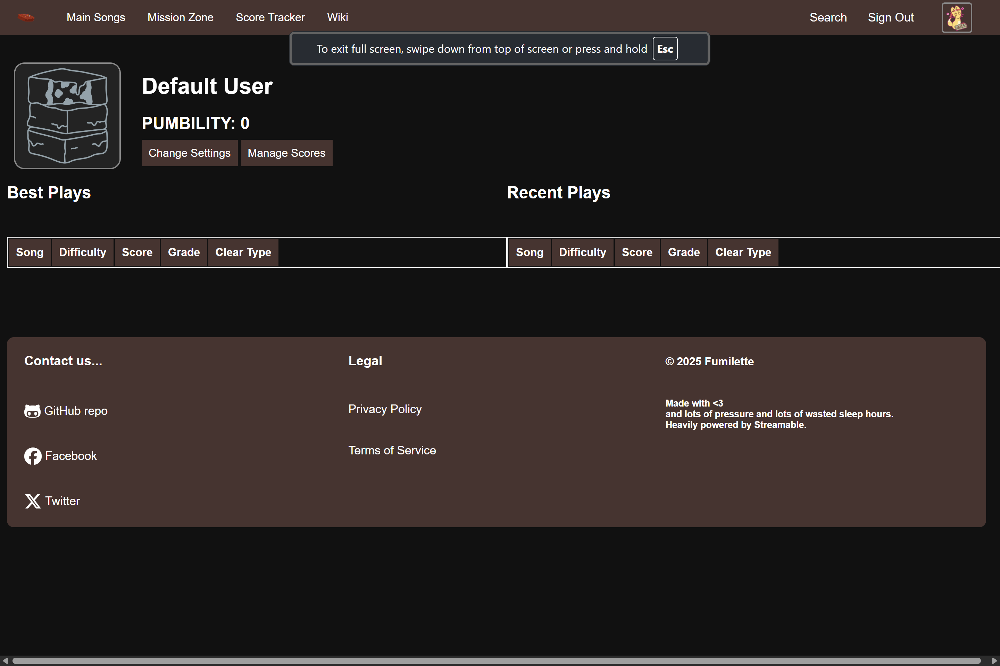 Main Songs Mission Zone Score Tracker Wiki Search Sign Out
To exit full screen, swipe down from top of screen or press and hold Esc
Default User
PUMBILITY: 0
Change Settings Manage Scores
Best Plays
Song Difficulty Score Grade Clear Type
Recent Plays
Song Difficulty Score Grade Clear Type
Contact us...
GitHub repo
Facebook
Twitter
Legal
Privacy Policy
Terms of Service
© 2025 Fumilette
Made with <3
and lots of pressure and lots of wasted sleep hours.
Heavily powered by Streamable.